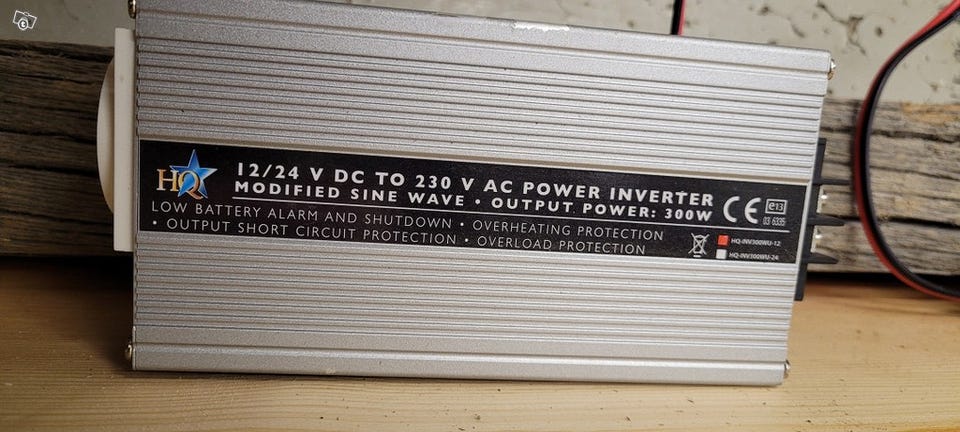 HQ
12/24 V DC TO 230 V AC POWER INVERTER
MODIFIED SINE WAVE • OUTPUT POWER: 300W
LOW BATTERY ALARM AND SHUTDOWN • OVERHEATING PROTECTION
• OUTPUT SHORT CIRCUIT PROTECTION • OVERLOAD PROTECTION
CE
e13
03 6335
HQ-INV300WU-12
HQ-INV300WU-24